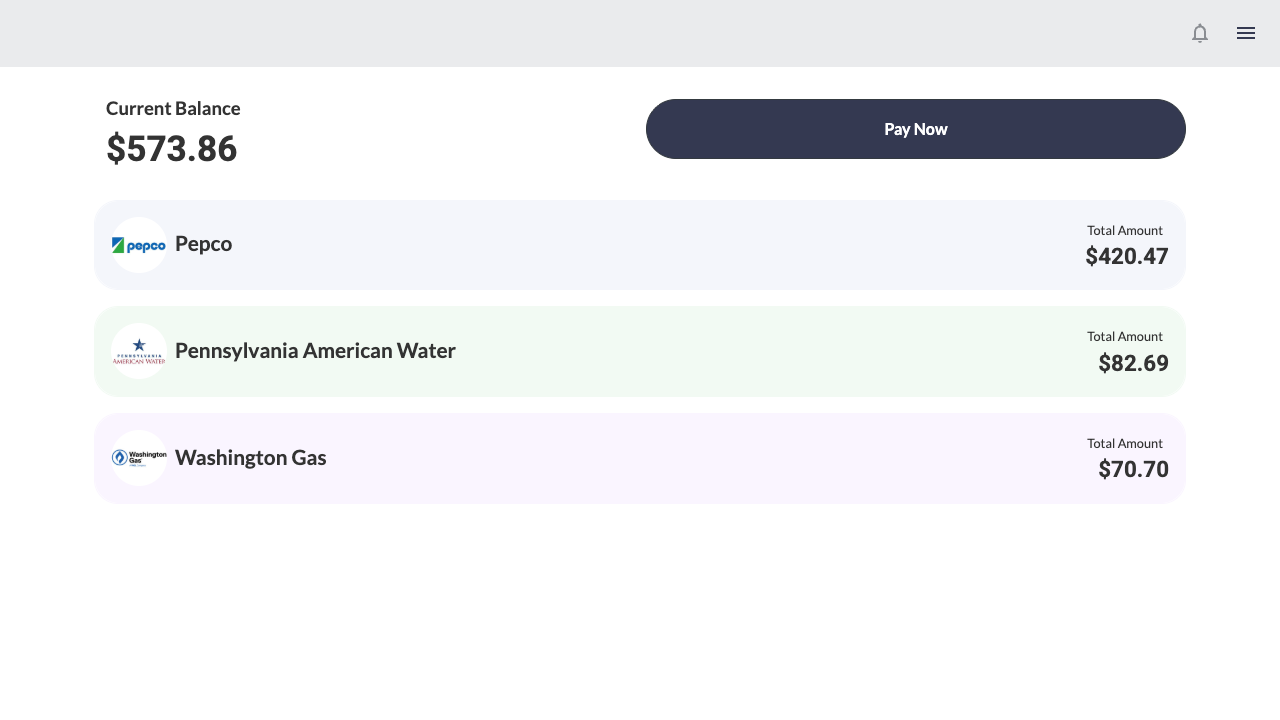 Current Balance
$573.86
Pay Now
pepco
Pepco
Total Amount
$420.47
PENNSYLVANIA
AMERICAN WATER
Pennsylvania American Water
Total Amount
$82.69
Washington
Gas
Washington Gas
Total Amount
$70.70